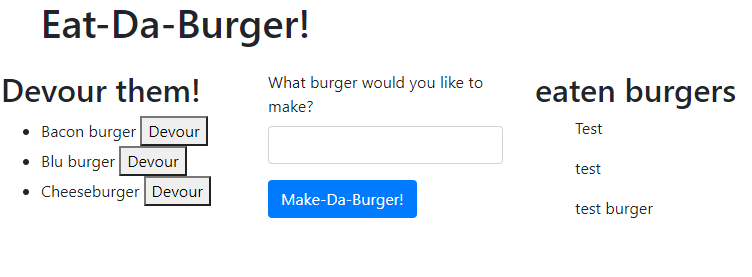 Eat-Da-Burger!
Devour them!
Bacon burger Devour
Blu burger Devour
Cheeseburger Devour
What burger would you like to
make?
Make-Da-Burger!
eaten burgers
Test
test
test burger